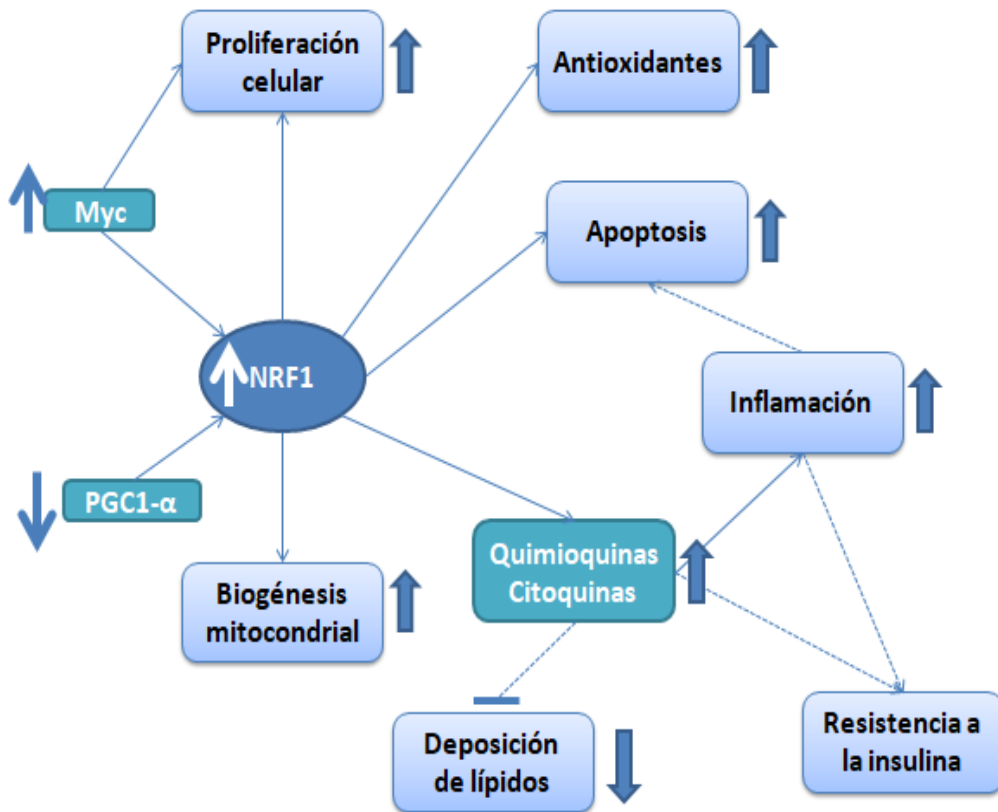 Proliferación
celular
Antioxidantes
Myc
Apoptosis
NRF1
Inflamación
PGC1-α
Quimioquinas
Citoquinas
Biogénesis
mitocondrial
Deposición
de lípidos
Resistencia a
la insulina